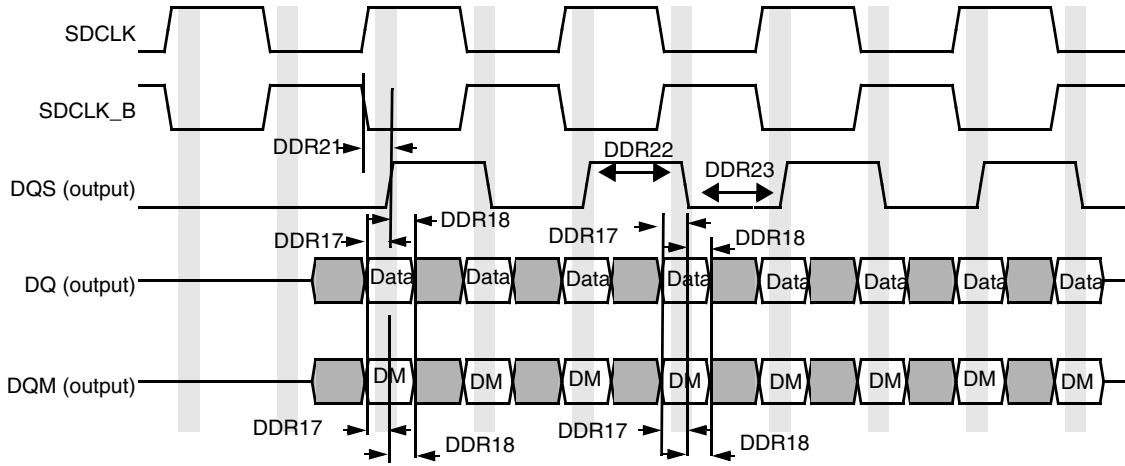 SDCLK
SDCLK_B
DDR21
DDR22
DDR23
DQS (output)
DDR18
DDR17
DDR17
DDR18
DQ (output)
Data
Data
Data
Data
Data
Data
Data
Data
DQM (output)
DM
DM
DM
DM
DM
DM
DM
DM
DDR17
DDR18
DDR17
DDR18